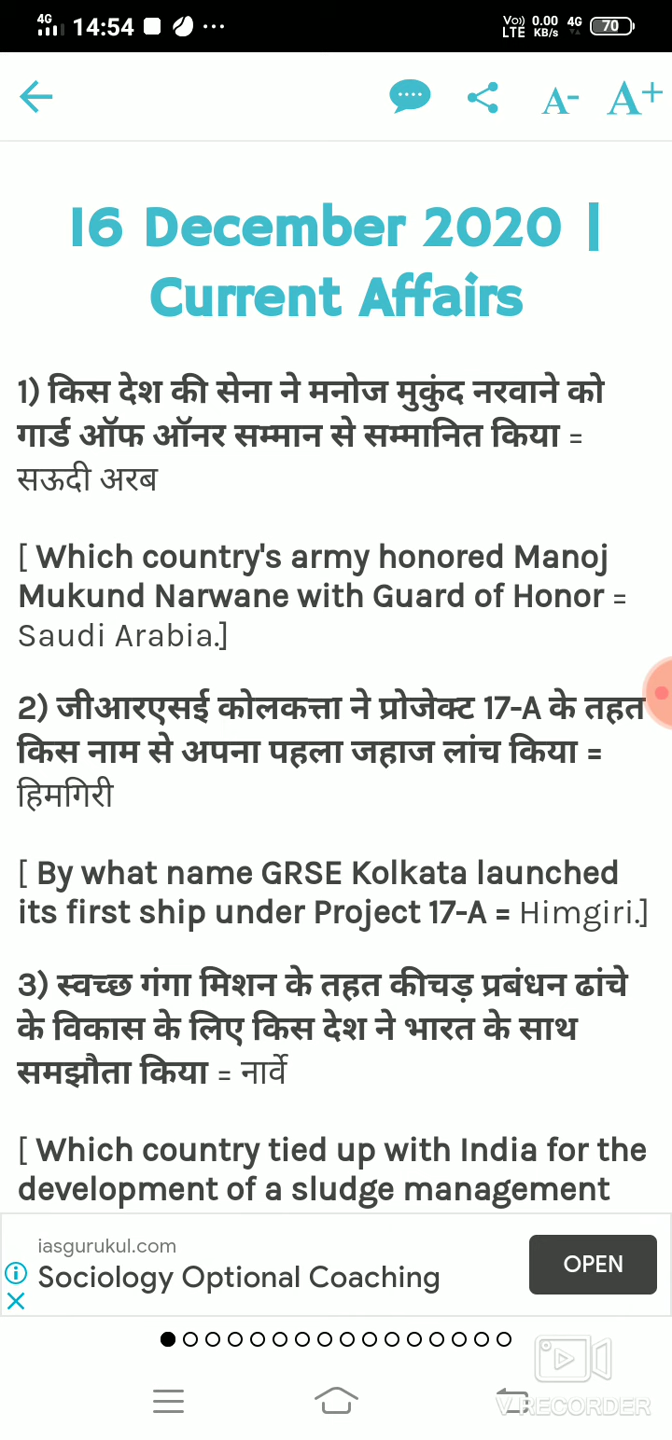 4G 14:54 ... Vo) LTE 0.00 KB/s 4G 70
A- A+
16 December 2020 |
Current Affairs
1) किस देश की सेना ने मनोज मुकुंद नरवाने को
गार्ड ऑफ ऑनर सम्मान से सम्मानित किया =
सऊदी अरब
[ Which country's army honored Manoj
Mukund Narwane with Guard of Honor =
Saudi Arabia.]
2) जीआरएसई कोलकत्ता ने प्रोजेक्ट 17-A के तहत
किस नाम से अपना पहला जहाज लांच किया =
हिमगिरी
[ By what name GRSE Kolkata launched
its first ship under Project 17-A = Himgiri.]
3) स्वच्छ गंगा मिशन के तहत कीचड़ प्रबंधन ढांचे
के विकास के लिए किस देश ने भारत के साथ
समझौता किया = नार्वे
[ Which country tied up with India for the
development of a sludge management
iasgurukul.com
Sociology Optional Coaching
OPEN
V RECORDER